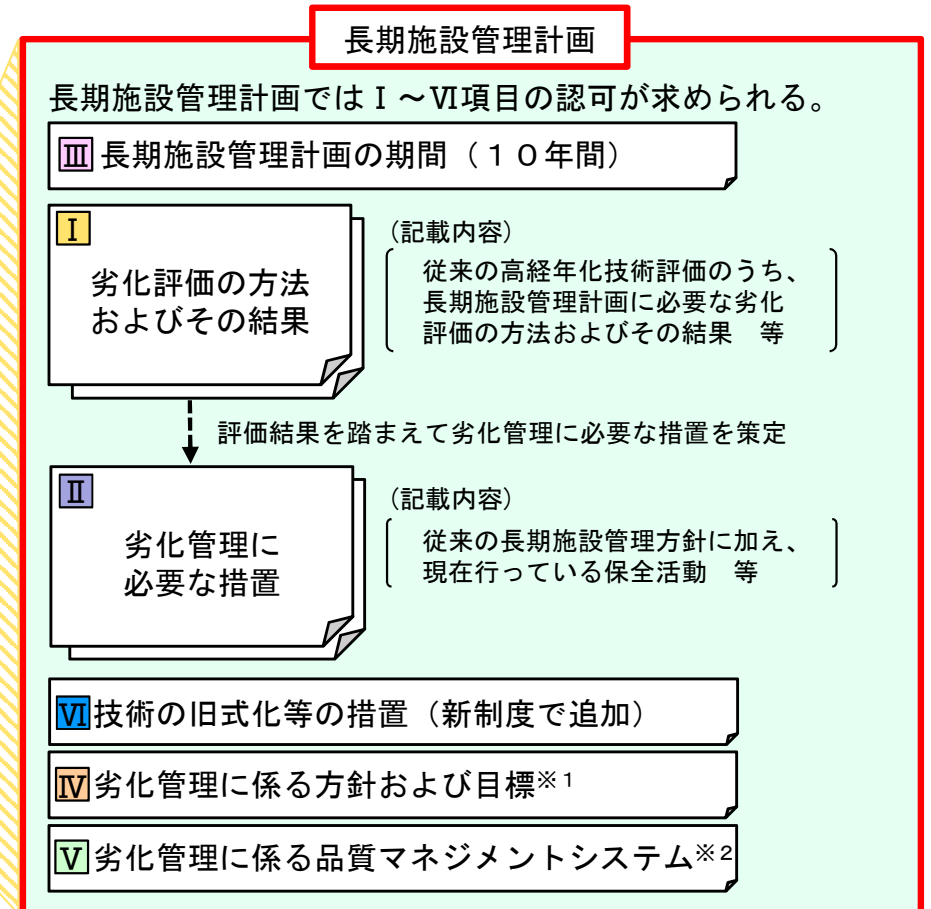 長期施設管理計画
長期施設管理計画ではⅠ～Ⅵ項目の認可が求められる。
Ⅲ 長期施設管理計画の期間（１０年間）
Ⅰ
劣化評価の方法
およびその結果
（記載内容）
従来の高経年化技術評価のうち、
長期施設管理計画に必要な劣化
評価の方法およびその結果　等
評価結果を踏まえて劣化管理に必要な措置を策定
Ⅱ
劣化管理に
必要な措置
（記載内容）
従来の長期施設管理方針に加え、
現在行っている保全活動　等
Ⅵ 技術の旧式化等の措置（新制度で追加）
Ⅳ 劣化管理に係る方針および目標※１
Ⅴ 劣化管理に係る品質マネジメントシステム※２